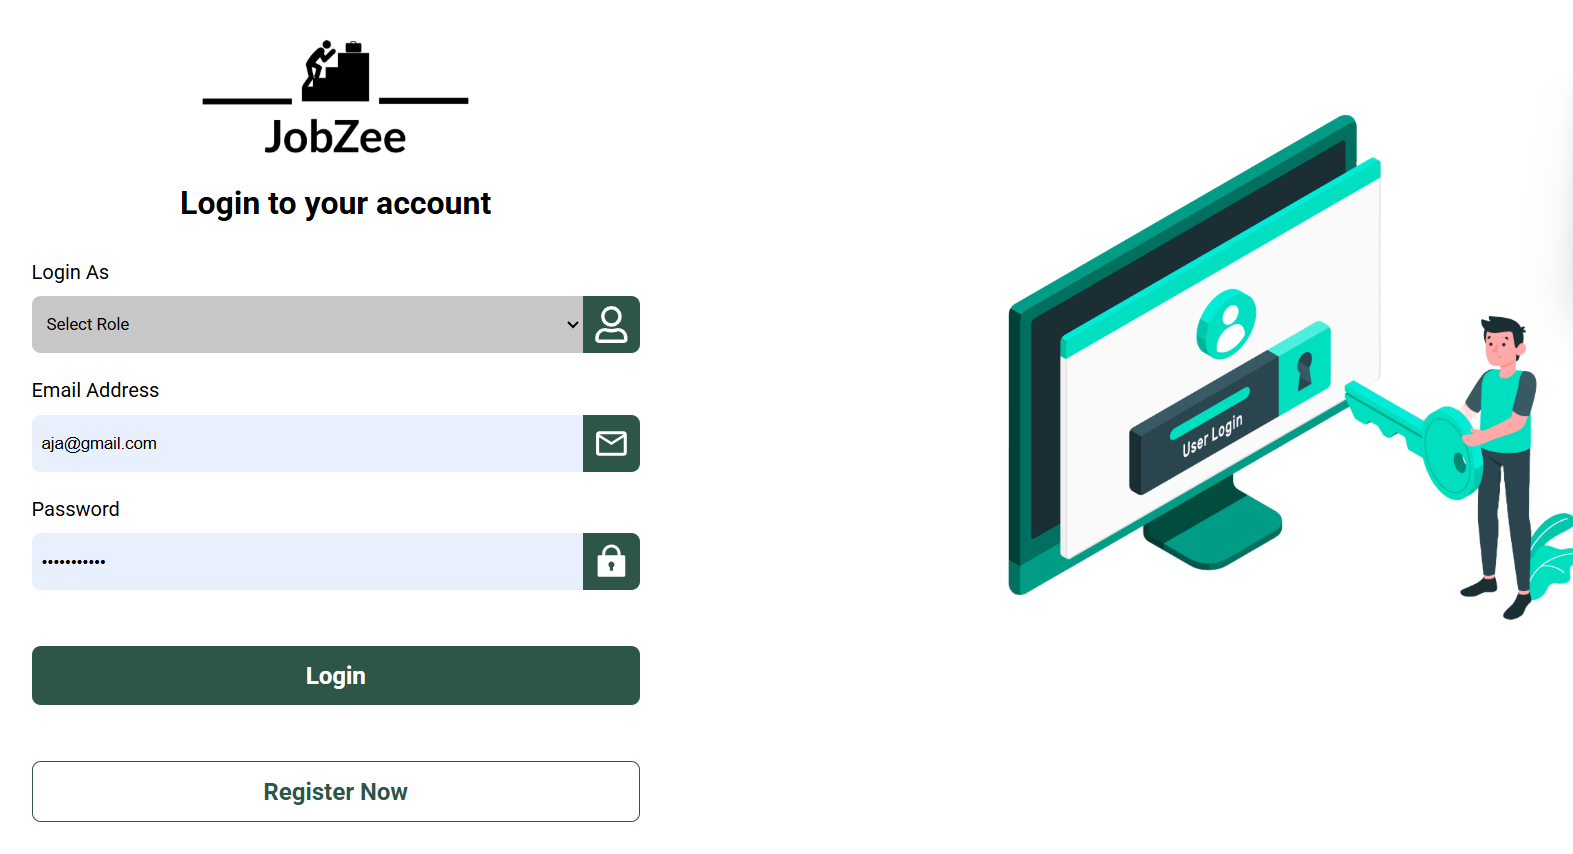 JobZee
Login to your account
Login As
Select Role
Email Address
aja@gmail.com
Password
•••••••••••
Login
Register Now
User Login